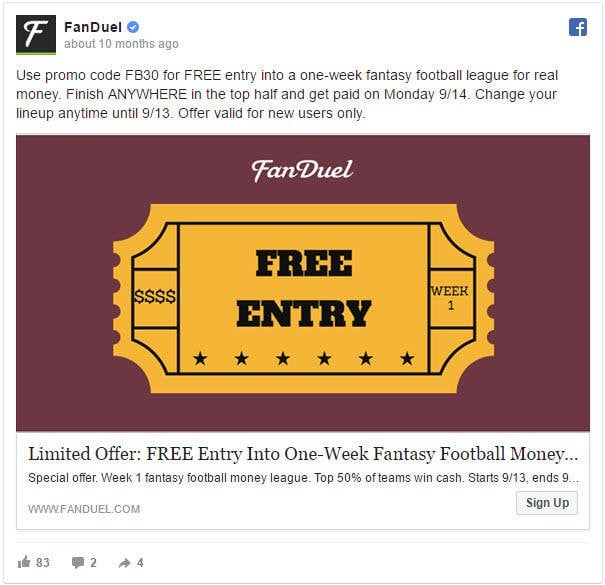 FanDuel
about 10 months ago
Use promo code FB30 for FREE entry into a one-week fantasy football league for real
money. Finish ANYWHERE in the top half and get paid on Monday 9/14. Change your
lineup anytime until 9/13. Offer valid for new users only.
FanDuel
FREE
ENTRY
$$$$
WEEK
1
Limited Offer: FREE Entry Into One-Week Fantasy Football Money...
Special offer. Week 1 fantasy football money league. Top 50% of teams win cash. Starts 9/13, ends 9...
WWW.FANDUEL.COM
Sign Up
83 2 4